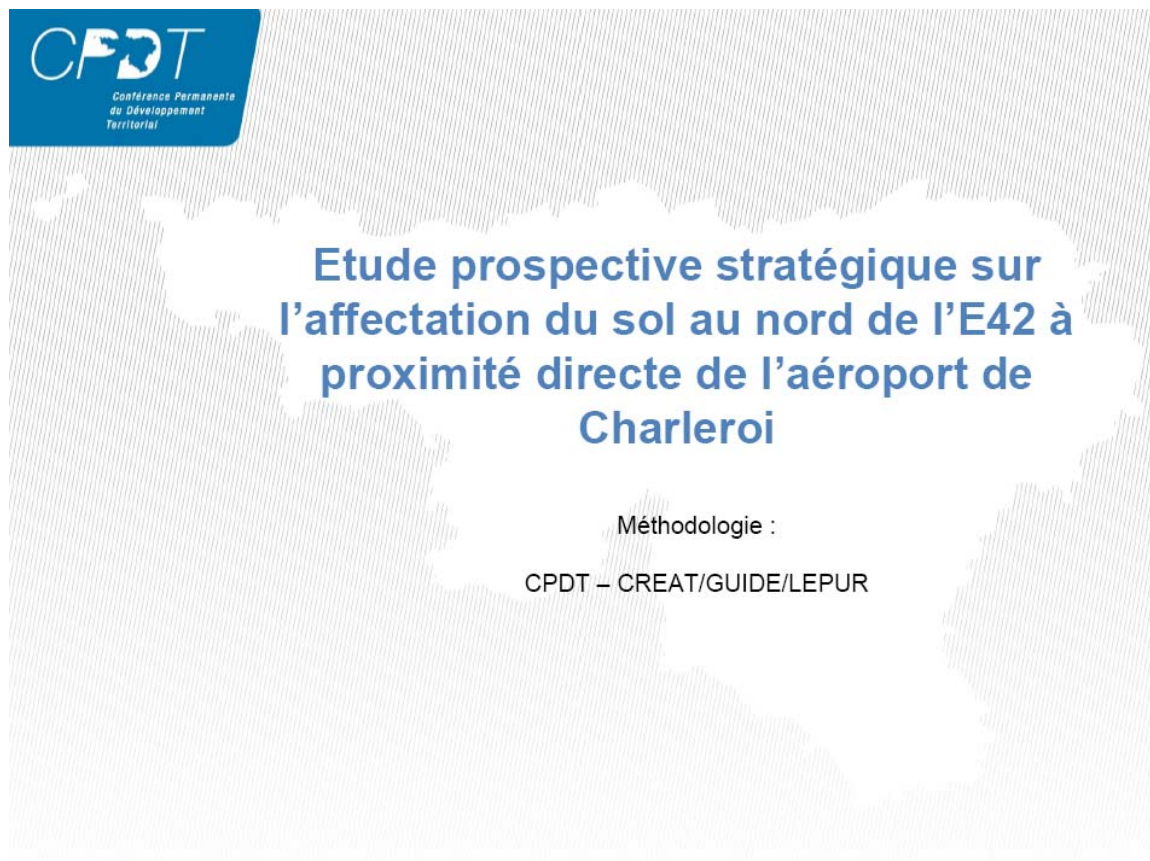 CPDT
Conférence Permanente
du Développement
Territorial
Etude prospective stratégique sur
l’affectation du sol au nord de l’E42 à
proximité directe de l’aéroport de
Charleroi
Méthodologie :
CPDT – CREAT/GUIDE/LEPUR